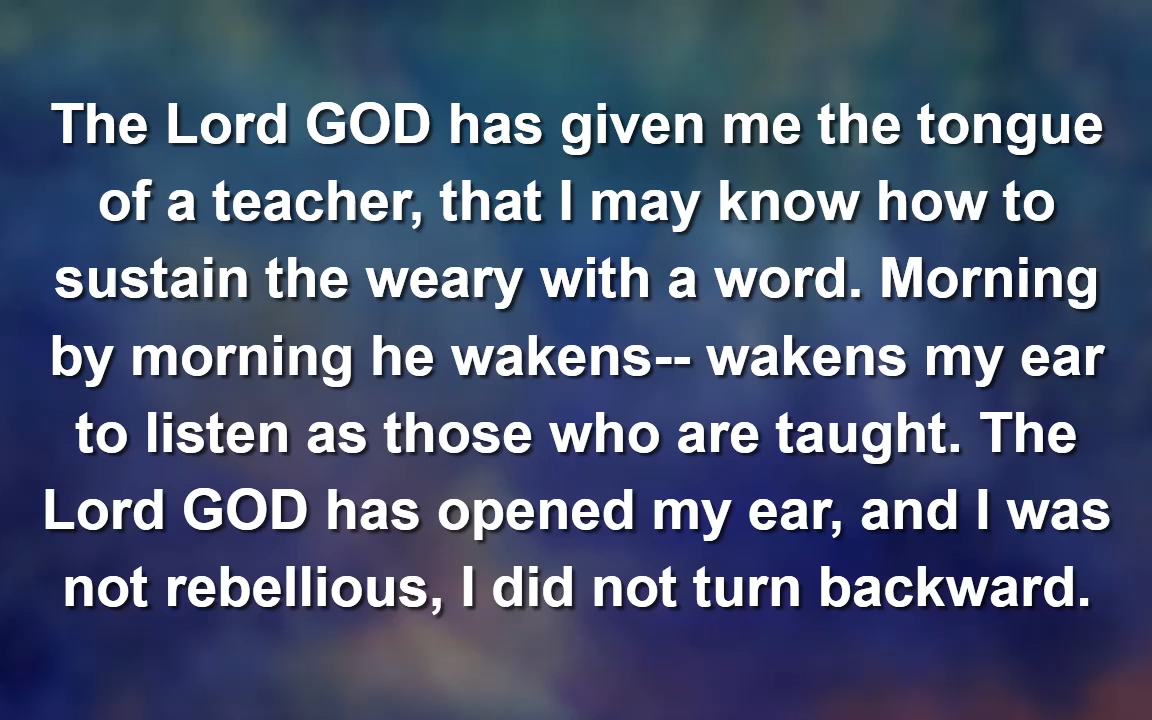 The Lord GOD has given me the tongue
of a teacher, that I may know how to
sustain the weary with a word. Morning
by morning he wakens-- wakens my ear
to listen as those who are taught. The
Lord GOD has opened my ear, and I was
not rebellious, I did not turn backward.